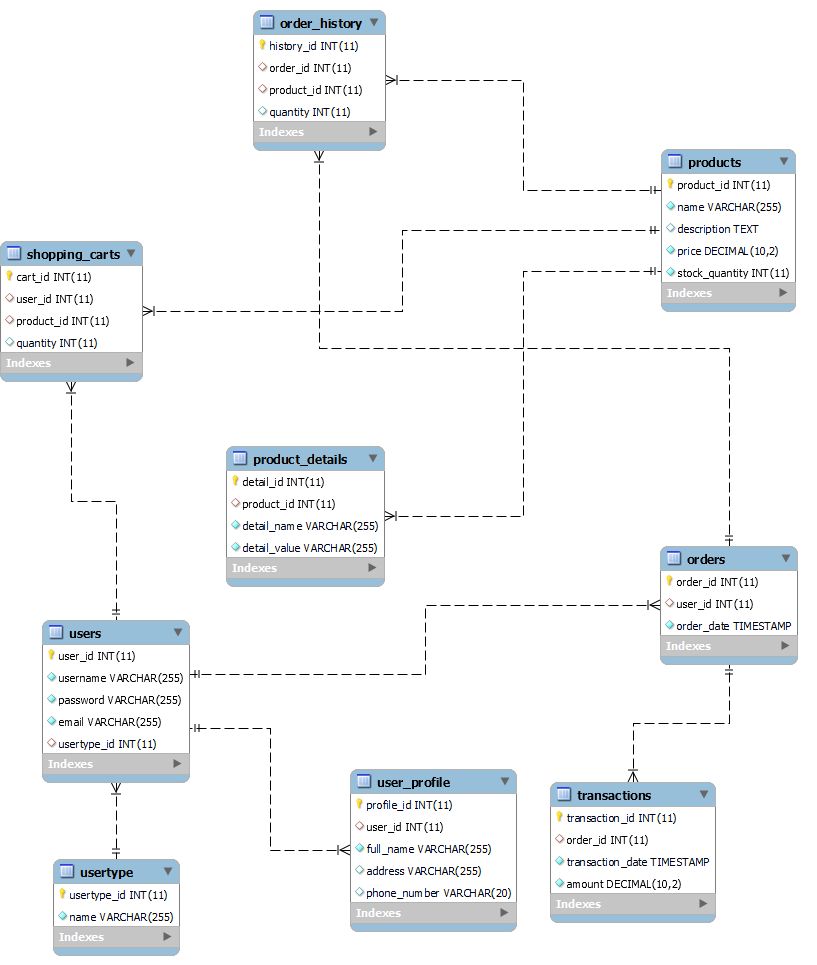 order_history
history_id INT(11)
order_id INT(11)
product_id INT(11)
quantity INT(11)
Indexes
products
product_id INT(11)
name VARCHAR(255)
description TEXT
price DECIMAL(10,2)
stock_quantity INT(11)
Indexes
shopping_carts
cart_id INT(11)
user_id INT(11)
product_id INT(11)
quantity INT(11)
Indexes
product_details
detail_id INT(11)
product_id INT(11)
detail_name VARCHAR(255)
detail_value VARCHAR(255)
Indexes
orders
order_id INT(11)
user_id INT(11)
order_date TIMESTAMP
Indexes
users
user_id INT(11)
username VARCHAR(255)
password VARCHAR(255)
email VARCHAR(255)
usertype_id INT(11)
Indexes
user_profile
profile_id INT(11)
user_id INT(11)
full_name VARCHAR(255)
address VARCHAR(255)
phone_number VARCHAR(20)
Indexes
transactions
transaction_id INT(11)
order_id INT(11)
transaction_date TIMESTAMP
amount DECIMAL(10,2)
Indexes
usertype
usertype_id INT(11)
name VARCHAR(255)
Indexes